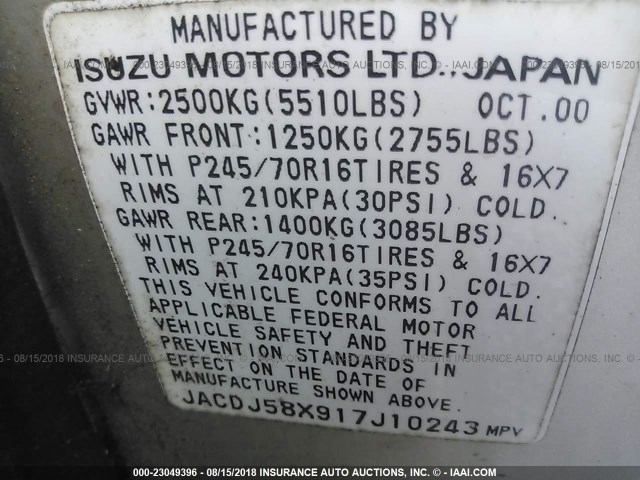 MANUFACTURED BY
ISUZU MOTORS LTD., JAPAN
GVWR:2500KG(5510LBS) OCT.00
GAWR FRONT:1250KG(2755LBS)
WITH P245/70R16TIRES & 16X7
RIMS AT 210KPA(30PSI) COLD.
GAWR REAR:1400KG(3085LBS)
WITH P245/70R16TIRES & 16X7
RIMS AT 240KPA(35PSI) COLD.
THIS VEHICLE CONFORMS TO ALL
APPLICABLE FEDERAL MOTOR
VEHICLE SAFETY AND THEFT
PREVENTION STANDARDS IN
EFFECT ON THE DATE OF
MANUFACTURE SHOWN ABOVE.
JACDJ58X917J10243 MPV
000-23049396 - 08/15/2018 INSURANCE AUTO AUCTIONS, INC. - IAAI.COM